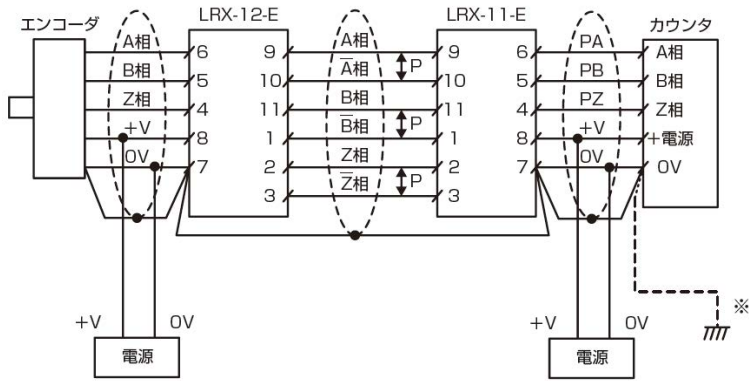 LRX-12-E LRX-11-E
エンコーダ カウンタ
A相 6 9 A相 9 6 PA A相
A̅相 P
B相 5 10 10 5 PB B相
B相
Z相 4 11 11 4 PZ Z相
B̅相 P
+V 8 1 1 8 +V +電源
Z相
0V 7 2 2 7 0V 0V
Z̅相 P
3 3
※
+V 0V +V 0V
電源 電源